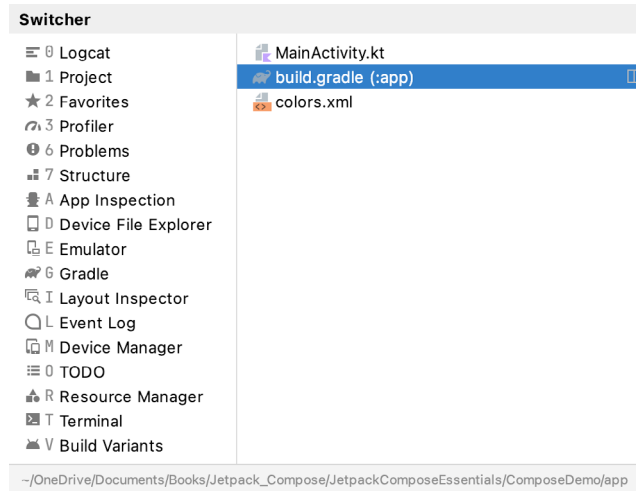 Switcher
0 Logcat
1 Project
2 Favorites
3 Profiler
6 Problems
7 Structure
A App Inspection
D Device File Explorer
E Emulator
G Gradle
I Layout Inspector
L Event Log
M Device Manager
O TODO
R Resource Manager
T Terminal
V Build Variants
MainActivity.kt
build.gradle (:app)
colors.xml
~/OneDrive/Documents/Books/Jetpack_Compose/JetpackComposeEssentials/ComposeDemo/app